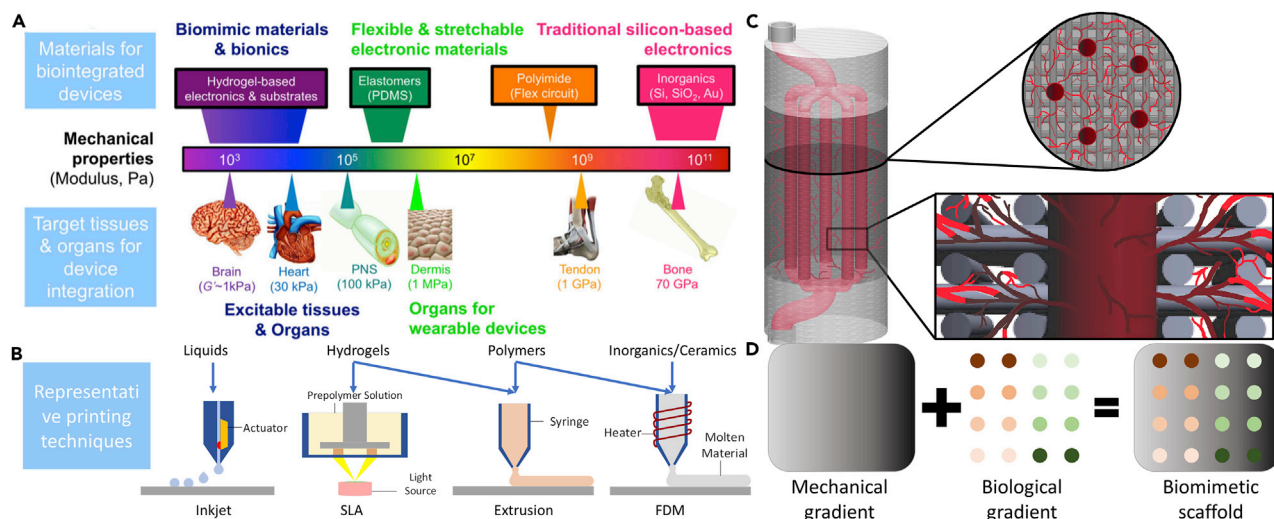 A
Materials for
biointegrated
devices
Biomimic materials
& bionics
Flexible & stretchable
electronic materials
Traditional silicon-based
electronics
Hydrogel-based
electronics & substrates
Elastomers
(PDMS)
Polyimide
(Flex circuit)
Inorganics
(Si, SiO₂, Au)
Mechanical
properties
(Modulus, Pa)
10³
10⁵
10⁷
10⁹
10¹¹
Target tissues
& organs for
device
integration
Brain
(G'~1kPa)
Heart
(30 kPa)
PNS
(100 kPa)
Dermis
(1 MPa)
Tendon
(1 GPa)
Bone
70 GPa
Excitable tissues
& Organs
Organs for
wearable devices
B
Representati
ve printing
techniques
Liquids
Hydrogels
Polymers
Inorganics/Ceramics
Actuator
Prepolymer Solution
Light
Source
Syringe
Heater
Molten
Material
Inkjet
SLA
Extrusion
FDM
C
D
+
=
Mechanical
gradient
Biological
gradient
Biomimetic
scaffold